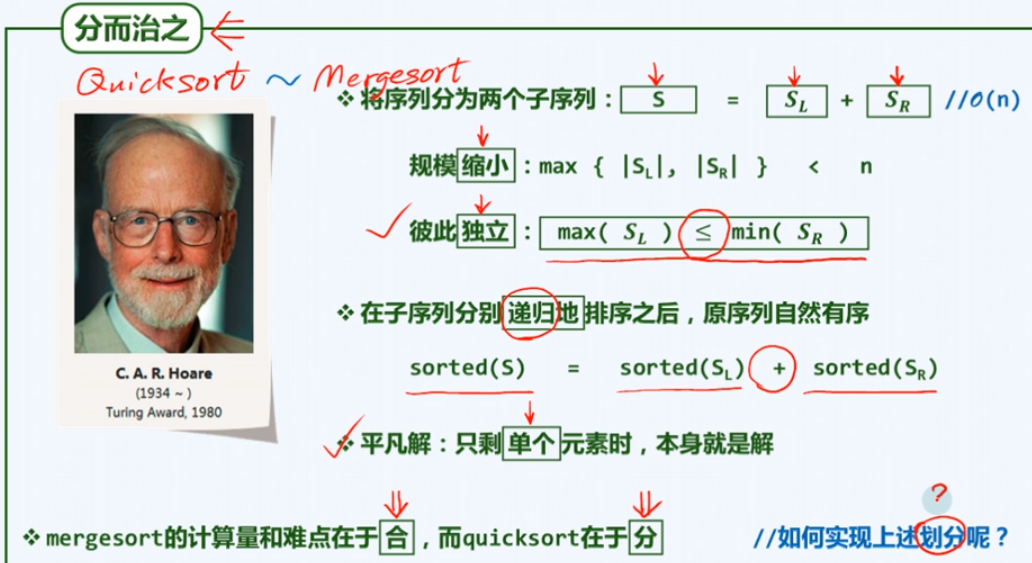 分而治之
Quicksort ~ Mergesort
❖ 将序列分为两个子序列：S = S_L + S_R //O(n)
规模缩小：max { |S_L|, |S_R| } < n
彼此独立：max( S_L ) ≤ min( S_R )
❖ 在子序列分别递归地排序之后，原序列自然有序
sorted(S) = sorted(S_L) + sorted(S_R)
C. A. R. Hoare
(1934 ~ )
Turing Award, 1980
❖ 平凡解：只剩单个元素时，本身就是解
?
❖ mergesort的计算量和难点在于合，而quicksort在于分 //如何实现上述划分呢？